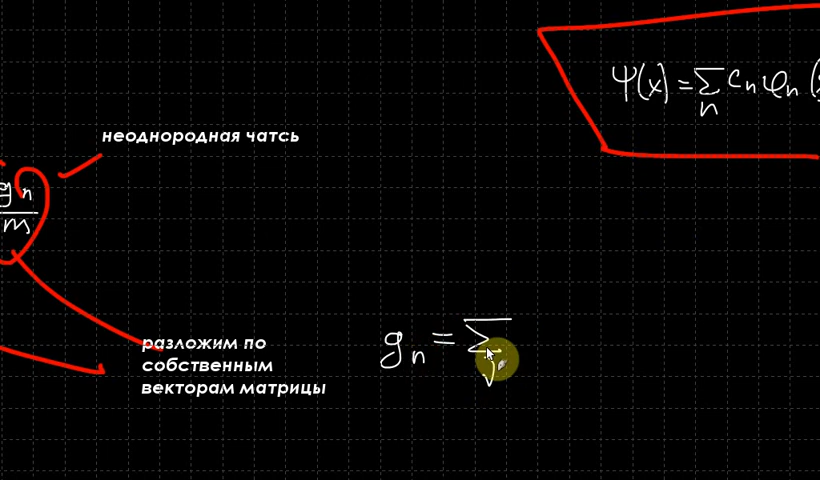 ψ(x) = ∑ₙ cₙ φₙ (
неоднородная чатсь
gₙ
m
разложим по
собственным
векторам матрицы
gₙ = ∑